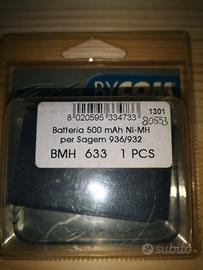 BYCOM
8 020595 334733
1301
80553
Batteria 500 mAh NI-MH
per Sagem 936/932
BMH 633 1 PCS
subito